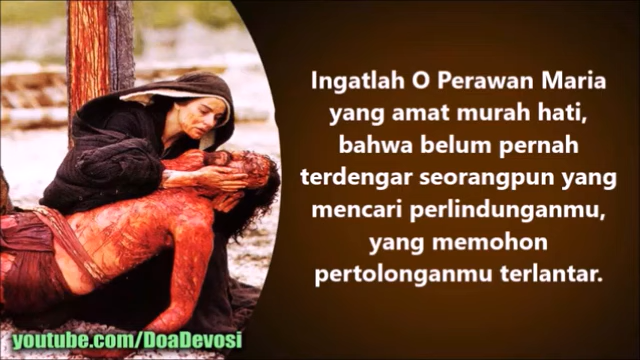 Ingatlah O Perawan Maria
yang amat murah hati,
bahwa belum pernah
terdengar seorangpun yang
mencari perlindunganmu,
yang memohon
pertolonganmu terlantar.
youtube.com/DoaDevosi